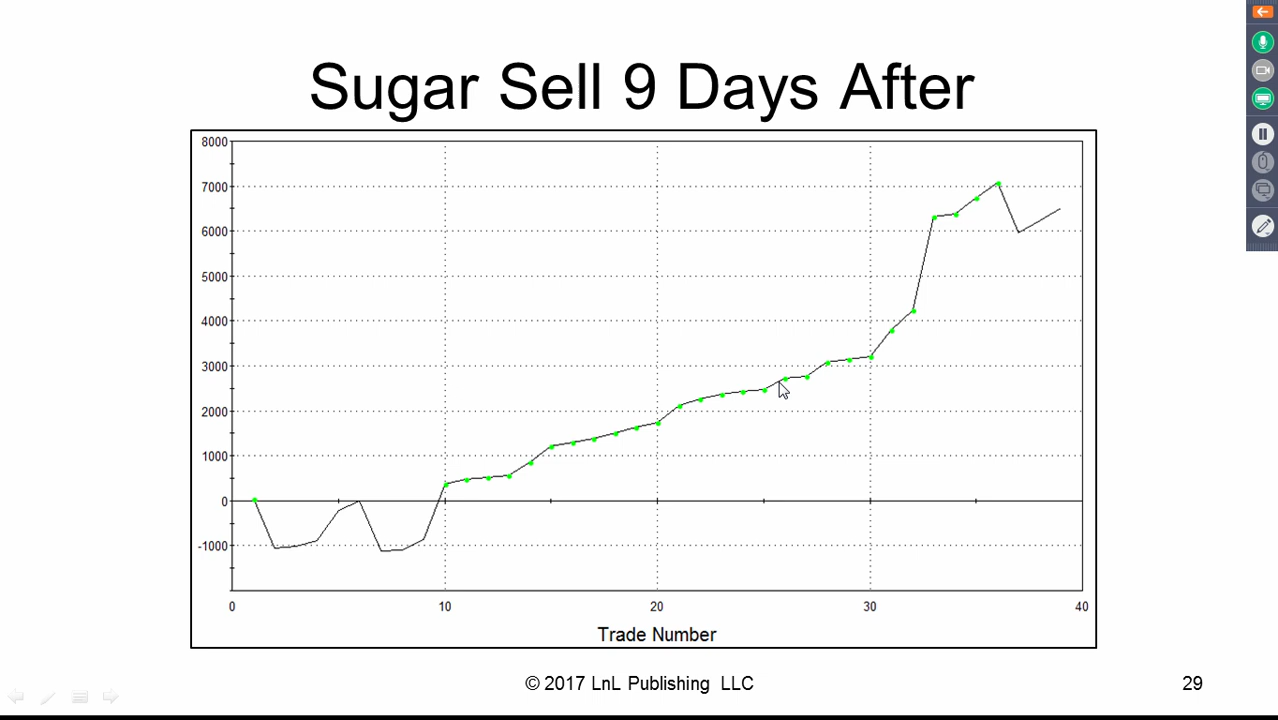 Sugar Sell 9 Days After
8000
7000
6000
5000
4000
3000
2000
1000
0
-1000
0 10 20 30 40
Trade Number
© 2017 LnL Publishing LLC
29